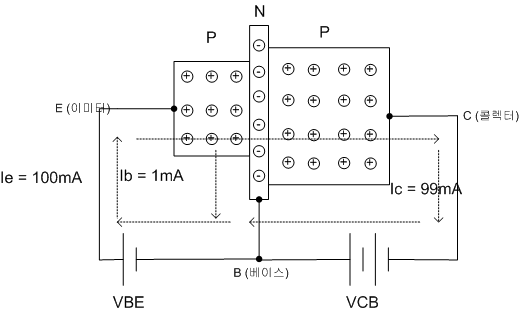 N
P
P
E (이미터)
C (콜렉터)
Ie = 100mA
Ib = 1mA
Ic = 99mA
B (베이스)
VBE
VCB